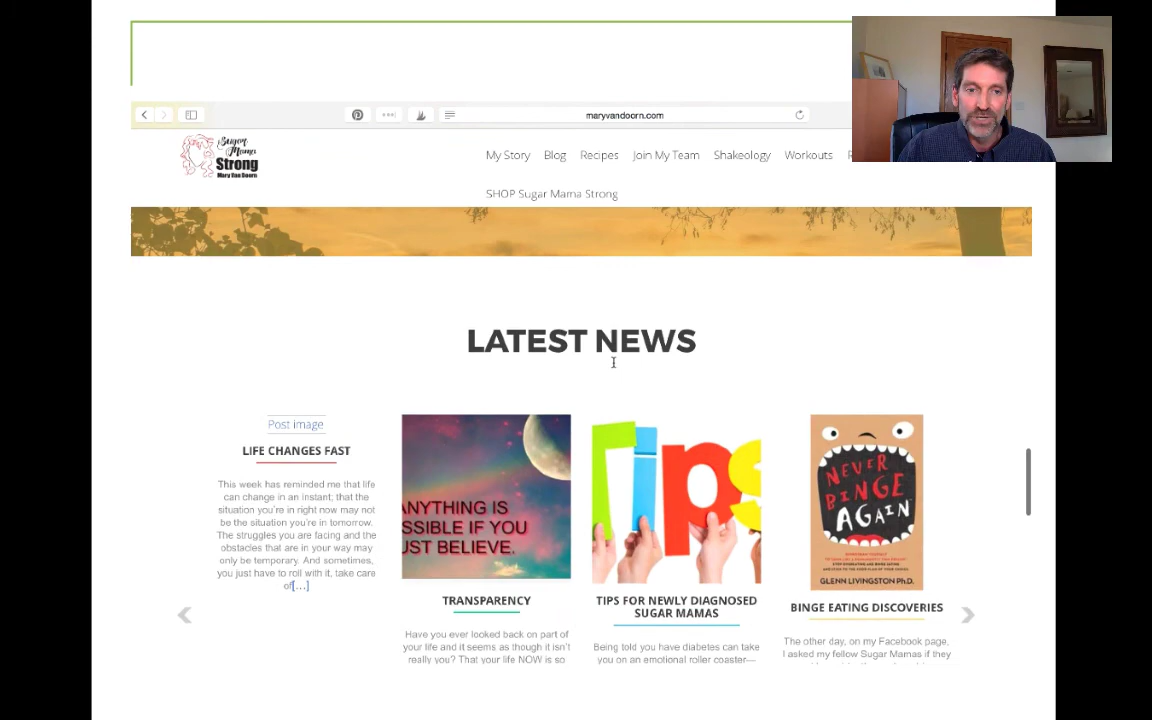 maryvandoorn.com
Sugar
Mama
Strong
Mary Van Doorn
My Story Blog Recipes Join My Team Shakeology Workouts
SHOP Sugar Mama Strong
LATEST NEWS
Post image
LIFE CHANGES FAST
This week has reminded me that life
can change in an instant; that the
situation you're in right now may not
be the situation you're in tomorrow.
The struggles you are facing and the
obstacles that are in your way may
only be temporary. And sometimes,
you just have to roll with it, take care
of[...]
ANYTHING IS
SSIBLE IF YOU
UST BELIEVE.
TRANSPARENCY
Have you ever looked back on part of
your life and it seems as though it isn't
really you? That your life NOW is so
Tips
TIPS FOR NEWLY DIAGNOSED
SUGAR MAMAS
Being told you have diabetes can take
you on an emotional roller coaster—
NEVER
BINGE
AGAIN
GLENN LIVINGSTON Ph.D.
BINGE EATING DISCOVERIES
The other day, on my Facebook page,
I asked my fellow Sugar Mamas if they